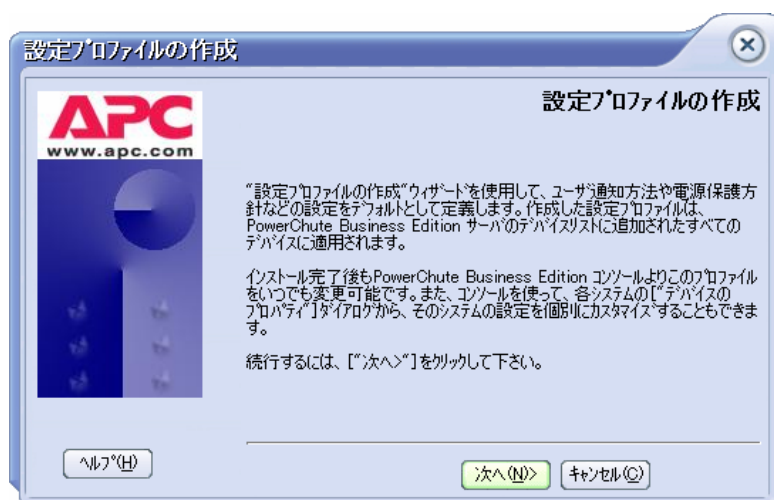 設定プロファイルの作成
設定プロファイルの作成
APC
www.apc.com
"設定プロファイルの作成"ウィザードを使用して、ユーザ通知方法や電源保護方
針などの設定をデフォルトとして定義します。作成した設定プロファイルは、
PowerChute Business Edition サーバのデバイスリストに追加されたすべての
デバイスに適用されます。
インストール完了後もPowerChute Business Edition コンソールよりこのプロファイル
をいつでも変更可能です。また、コンソールを使って、各システムの["デバイスの
プロパティ"]ダイアログから、そのシステムの設定を個別にカスタマイズすることもできま
す。
続行するには、["次へ>"]をクリックして下さい。
ヘルプ(H)
次へ(N)>
キャンセル(C)